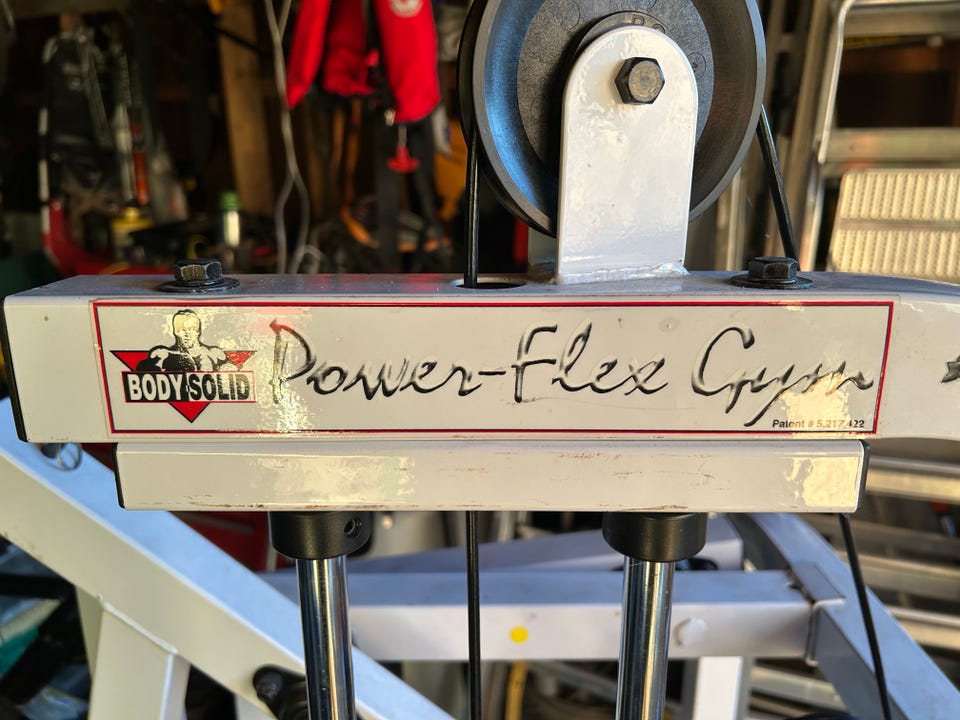 BODY-SOLID Power-Flex Gym
Patent # 5,217,422